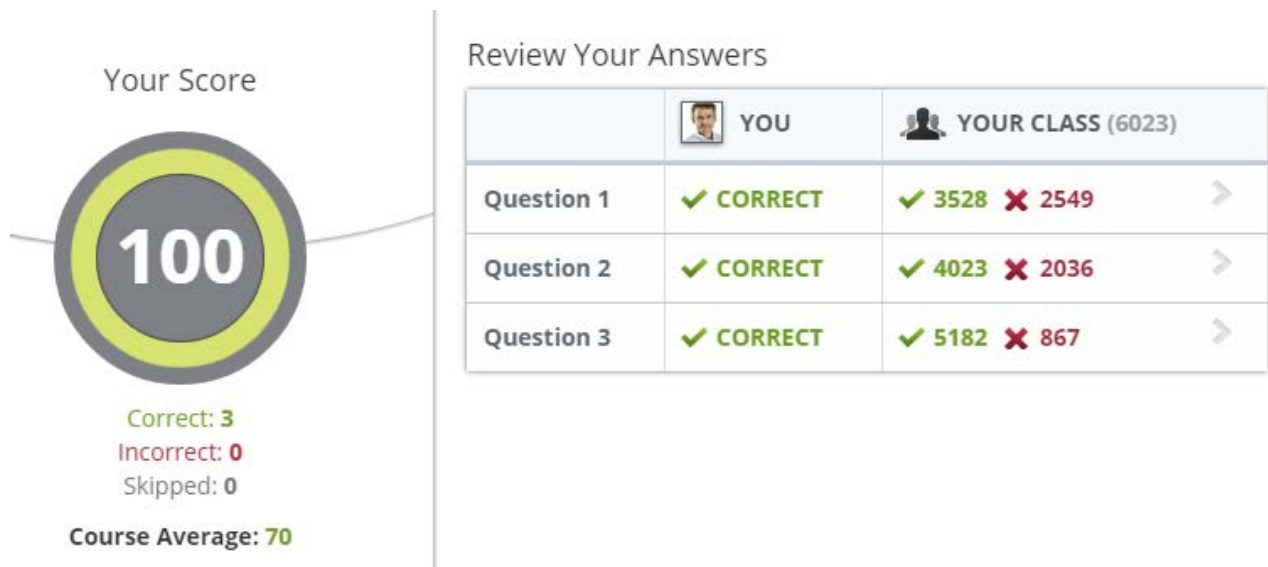 Your Score
100
Correct: 3
Incorrect: 0
Skipped: 0
Course Average: 70
Review Your Answers
YOU YOUR CLASS (6023)
Question 1 CORRECT 3528 2549
Question 2 CORRECT 4023 2036
Question 3 CORRECT 5182 867